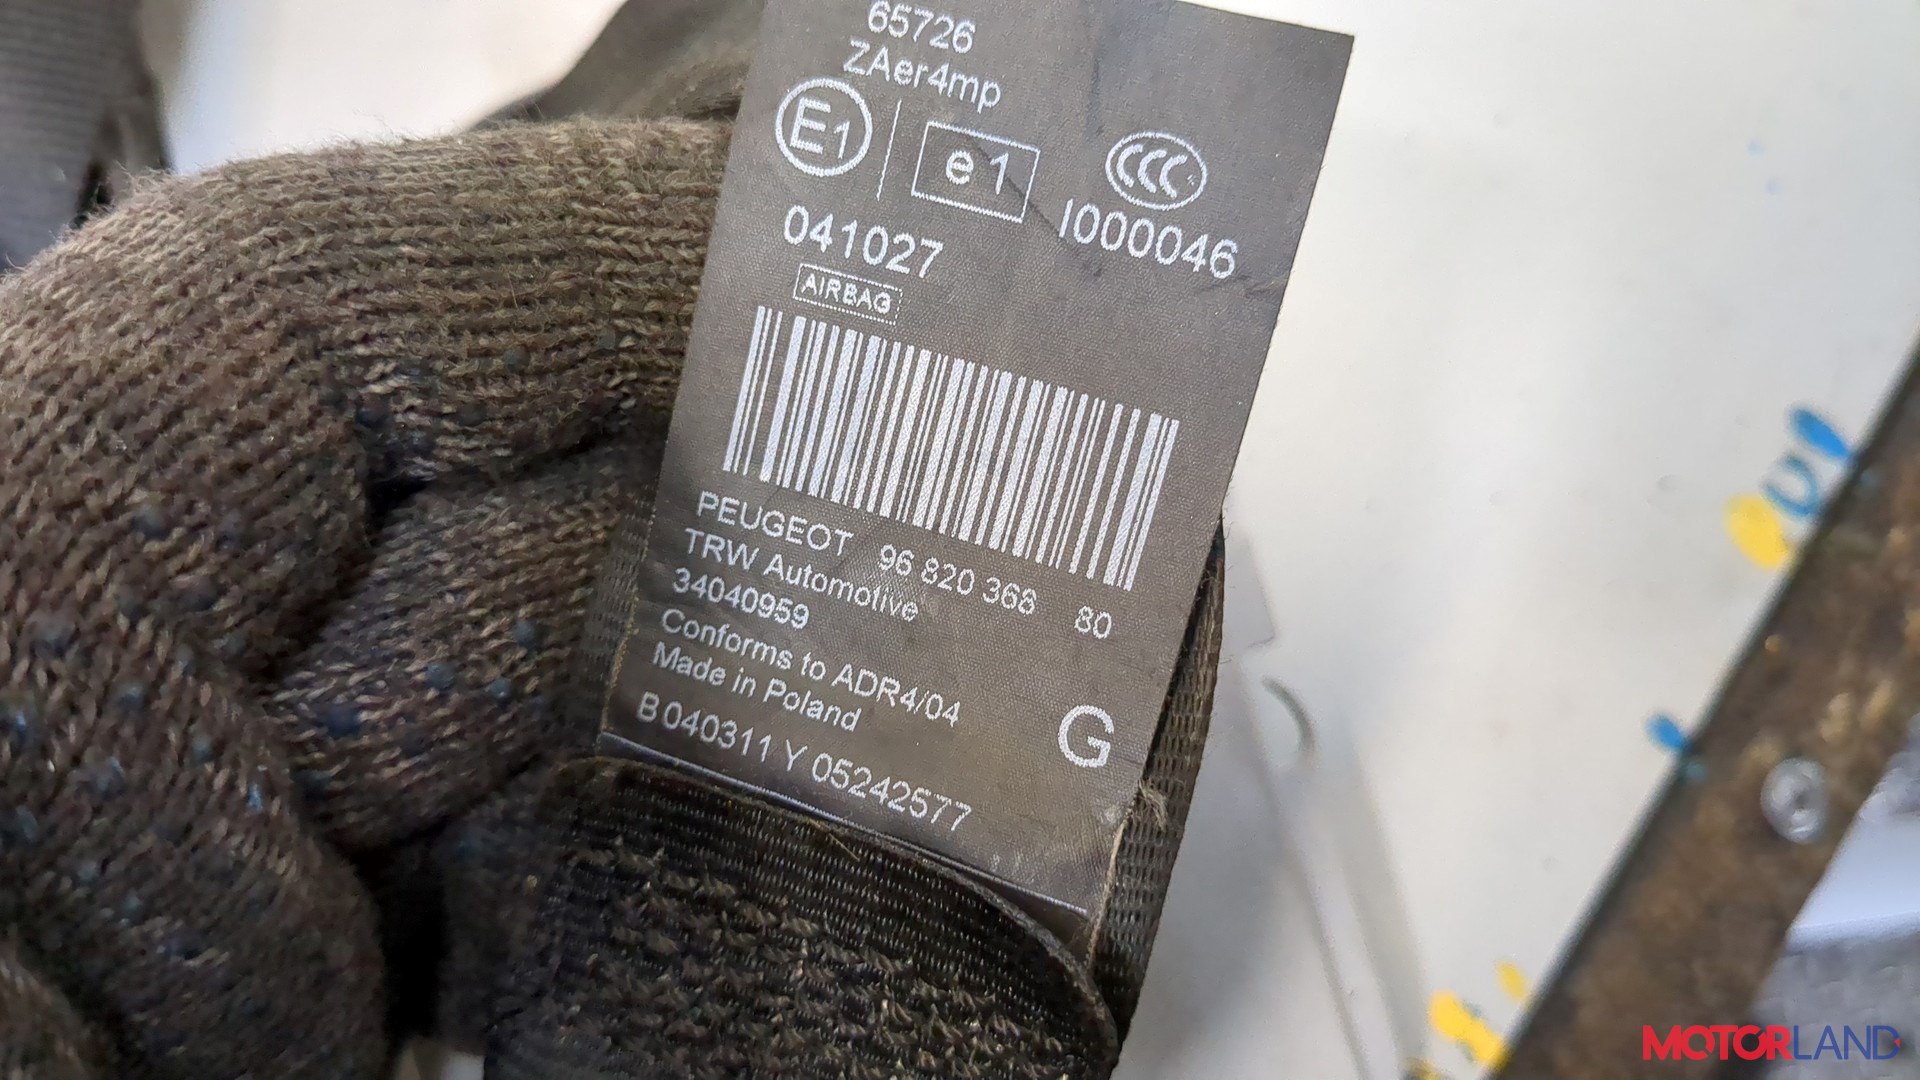 65726
ZAer4mp
E1 e1 CCC
041027 I000046
AIRBAG
PEUGEOT 96 820 368 80
TRW Automotive
34040959
Conforms to ADR4/04
Made in Poland
G
B040311 Y 05242577
MOTORLAND